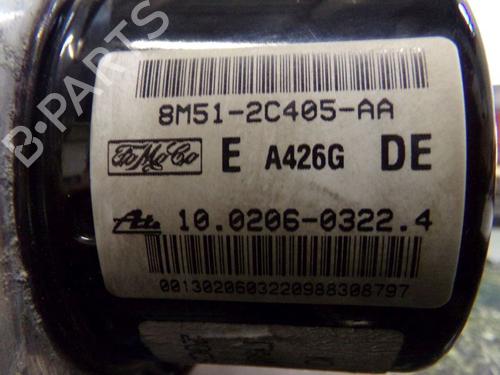 B-PARTS
8M51-2C405-AA
FoMoCo E A426G DE
Ate 10.0206-0322.4
0013020603220988308797